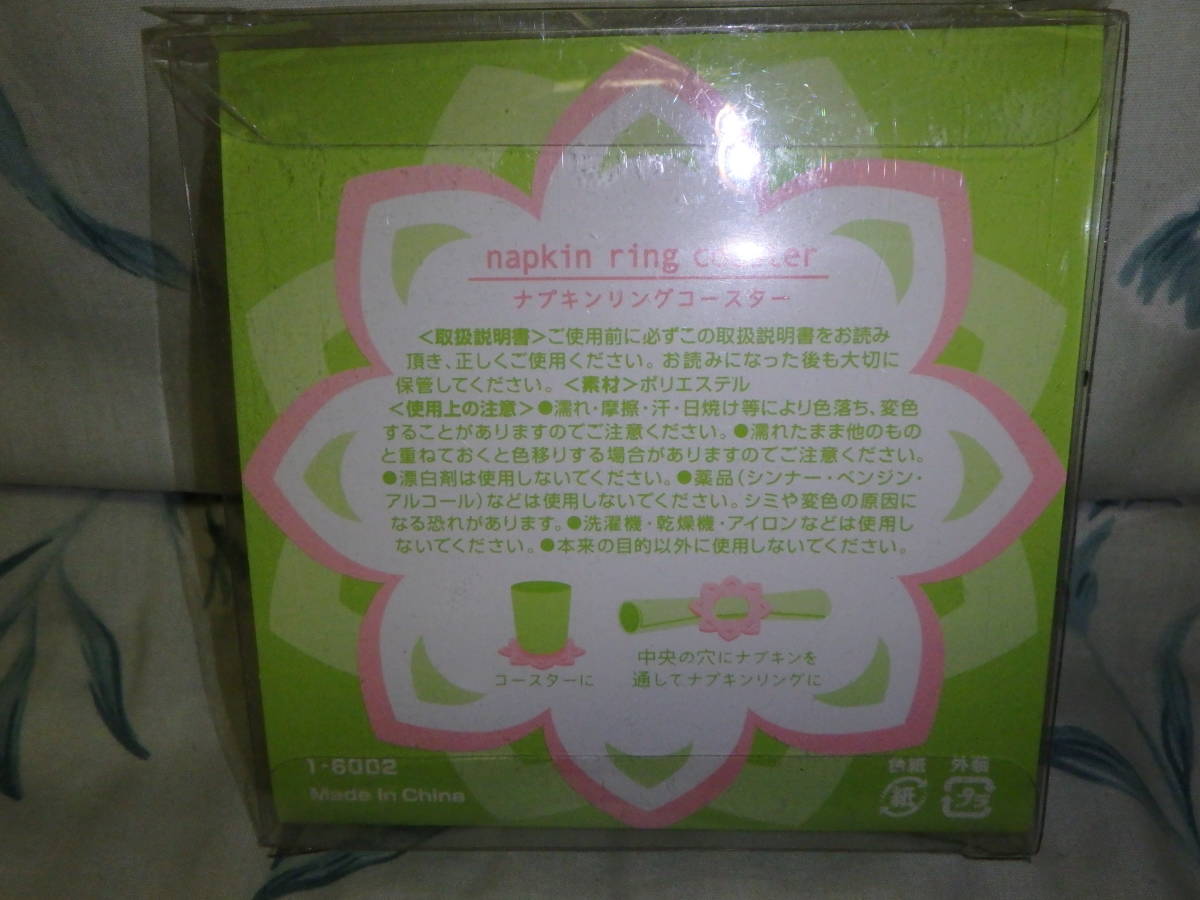 napkin ring coaster
ナプキンリングコースター
＜取扱説明書＞ご使用前に必ずこの取扱説明書をお読み
頂き、正しくご使用ください。お読みになった後も大切に
保管してください。＜素材＞ポリエステル
＜使用上の注意＞●濡れ・摩擦・汗・日焼け等により色落ち、変色
することがありますのでご注意ください。●濡れたまま他のもの
と重ねておくと色移りする場合がありますのでご注意ください。
●漂白剤は使用しないでください。●薬品(シンナー・ベンジン・
アルコール)などは使用しないでください。シミや変色の原因に
なる恐れがあります。●洗濯機・乾燥機・アイロンなどは使用し
ないでください。●本来の目的以外に使用しないでください。
コースターに
中央の穴にナプキンを
通してナプキンリングに
1-6002
Made in China
台紙 外箱
紙 プラ